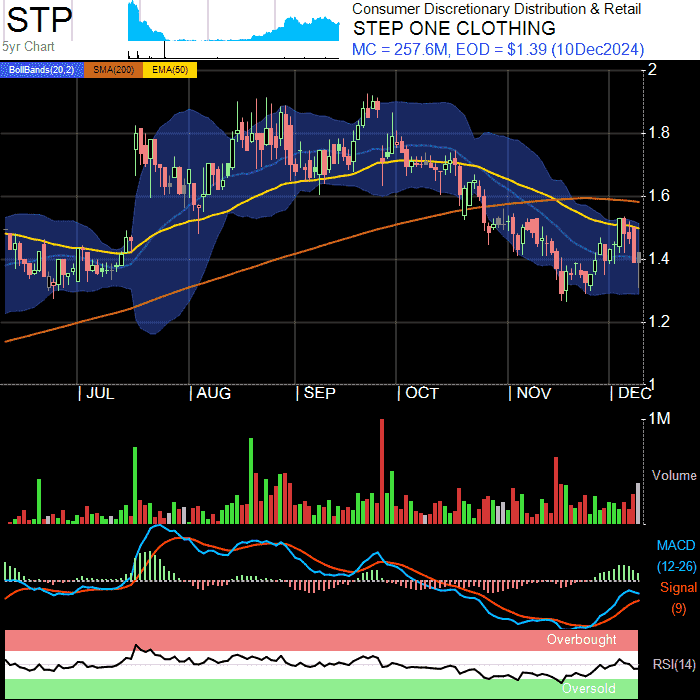 STP
5yr Chart
Consumer Discretionary Distribution & Retail
STEP ONE CLOTHING
MC = 257.6M, EOD = $1.39 (10Dec2024)
BollBands(20,2) SMA(200) EMA(50)
2
1.8
1.6
1.4
1.2
1
| JUL | AUG | SEP | OCT | NOV | DEC
1M
Volume
MACD
(12-26)
Signal
(9)
Overbought
RSI(14)
Oversold